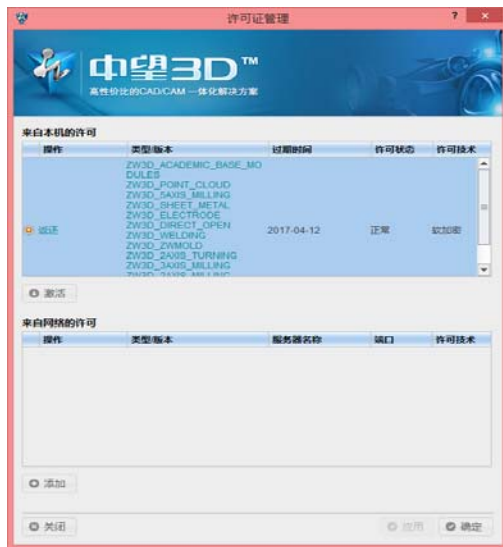 许可证管理
?
×
中望3D™
高性价比的CAD/CAM一体化解决方案
来自本机的许可
操作 类型/版本 过期时间 许可状态 许可技术
ZW3D_ACADEMIC_BASE_MO
DULES
ZW3D_POINT_CLOUD
ZW3D_5AXIS_MILLING
ZW3D_SHEET_METAL
ZW3D_ELECTRODE
ZW3D_DIRECT_OPEN
返还 2017-04-12 正常 软加密
ZW3D_WELDING
ZW3D_ZWMOLD
ZW3D_2AXIS_TURNING
ZW3D_3AXIS_MILLING
ZW3D_2AXIS_MILLING
激活
来自网络的许可
操作 类型/版本 服务器名称 端口 许可技术
添加
关闭 应用 确定